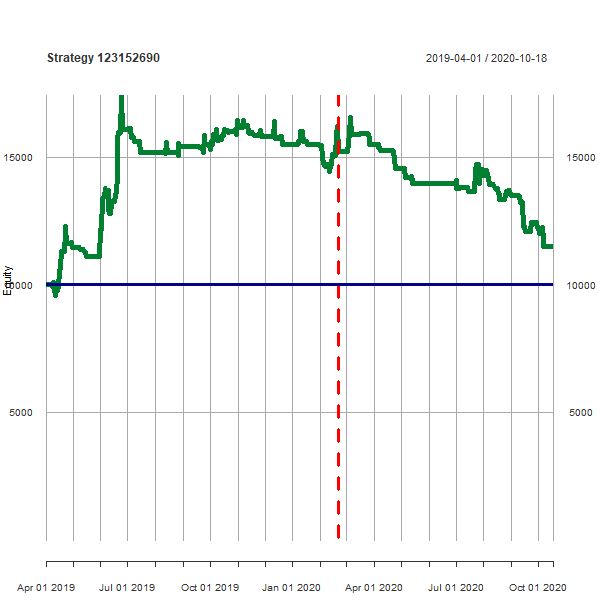 Strategy 123152690
2019-04-01 / 2020-10-18
15000
15000
Equity
10000
10000
5000
5000
Apr 01 2019
Jul 01 2019
Oct 01 2019
Jan 01 2020
Apr 01 2020
Jul 01 2020
Oct 01 2020